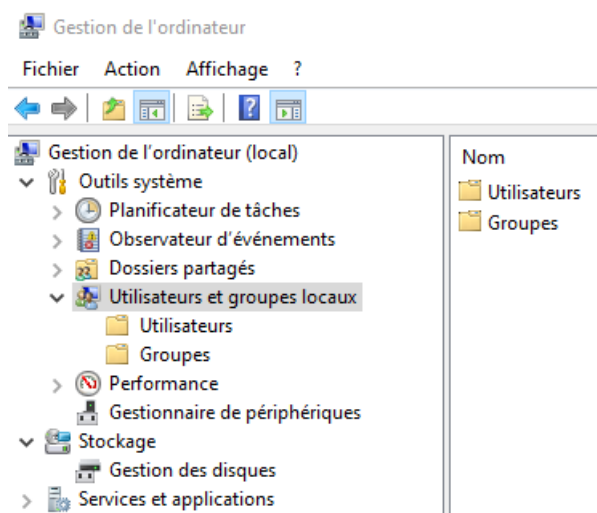 Gestion de l'ordinateur
Fichier Action Affichage ?
Gestion de l'ordinateur (local)
Outils système
Planificateur de tâches
Observateur d'événements
Dossiers partagés
Utilisateurs et groupes locaux
Utilisateurs
Groupes
Performance
Gestionnaire de périphériques
Stockage
Gestion des disques
Services et applications
Nom
Utilisateurs
Groupes